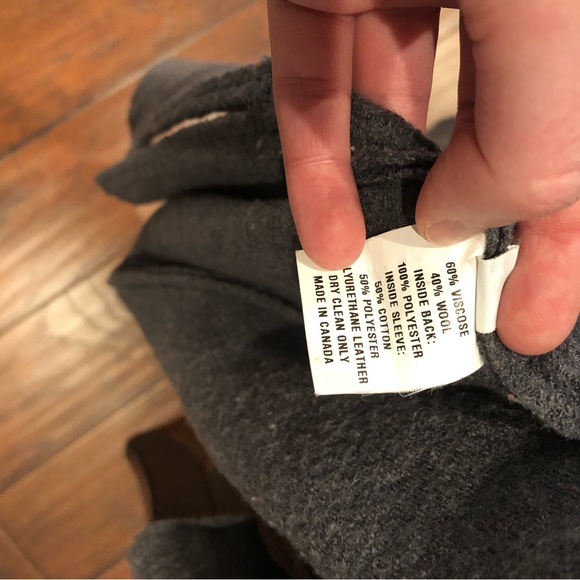 60% VISCOSE
40% WOOL
INSIDE BACK:
100% POLYESTER
INSIDE SLEEVE:
50% COTTON
50% POLYESTER
LYURETHANE LEATHER
DRY CLEAN ONLY
MADE IN CANADA